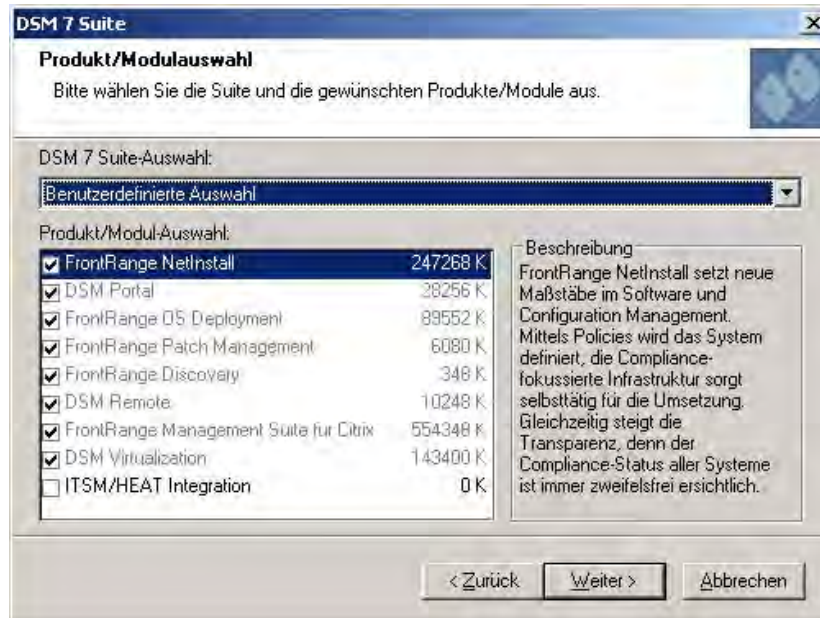 DSM 7 Suite
Produkt/Modulauswahl
Bitte wählen Sie die Suite und die gewünschten Produkte/Module aus.
DSM 7 Suite-Auswahl:
Benutzerdefinierte Auswahl
Produkt/Modul-Auswahl:
FrontRange NetInstall 247268 K
DSM Portal 28256 K
FrontRange OS Deployment 89552 K
FrontRange Patch Management 6080 K
FrontRange Discovery 348 K
DSM Remote 10248 K
FrontRange Management Suite für Citrix 554348 K
DSM Virtualization 143400 K
ITSM/HEAT Integration 0 K
Beschreibung
FrontRange NetInstall setzt neue
Maßstäbe im Software und
Configuration Management.
Mittels Policies wird das System
definiert, die Compliance-
fokussierte Infrastruktur sorgt
selbsttätig für die Umsetzung.
Gleichzeitig steigt die
Transparenz, denn der
Compliance-Status aller Systeme
ist immer zweifelsfrei ersichtlich.
< Zurück Weiter > Abbrechen